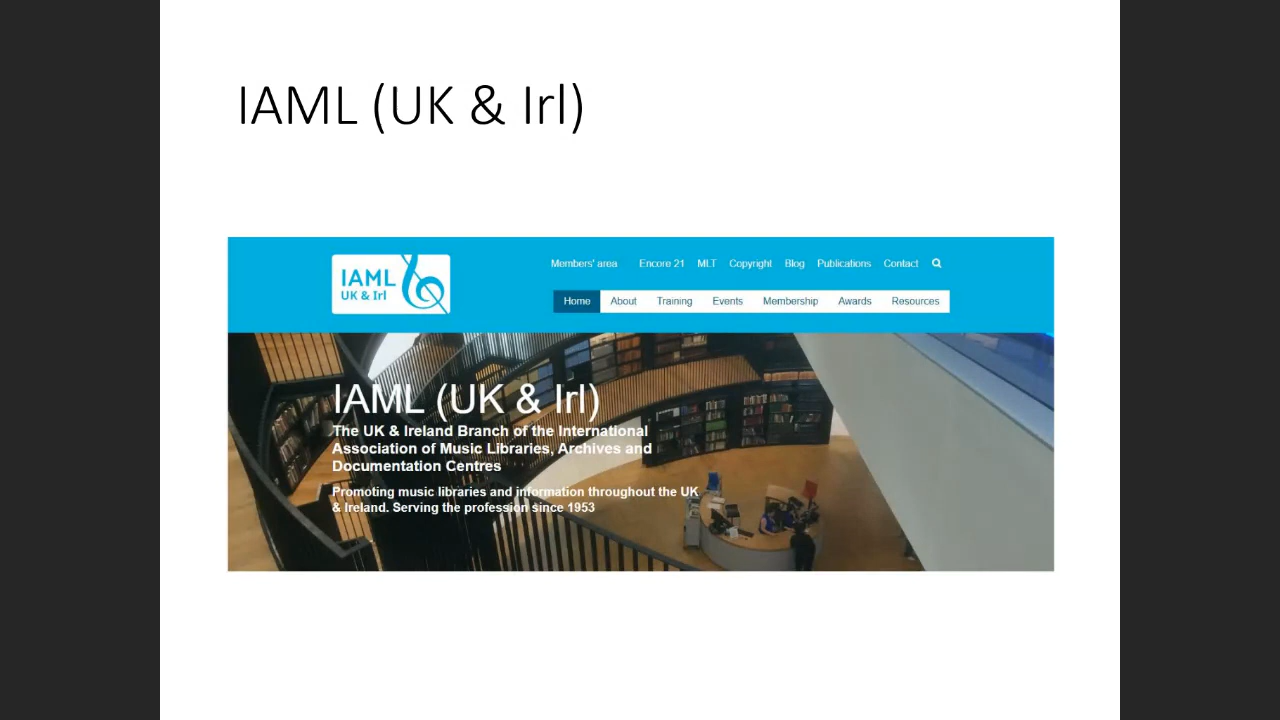 IAML (UK & Irl)
IAML
UK & Irl
Members' area Encore 21 MLT Copyright Blog Publications Contact
Home About Training Events Membership Awards Resources
IAML (UK & Irl)
The UK & Ireland Branch of the International
Association of Music Libraries, Archives and
Documentation Centres
Promoting music libraries and information throughout the UK
& Ireland. Serving the profession since 1953